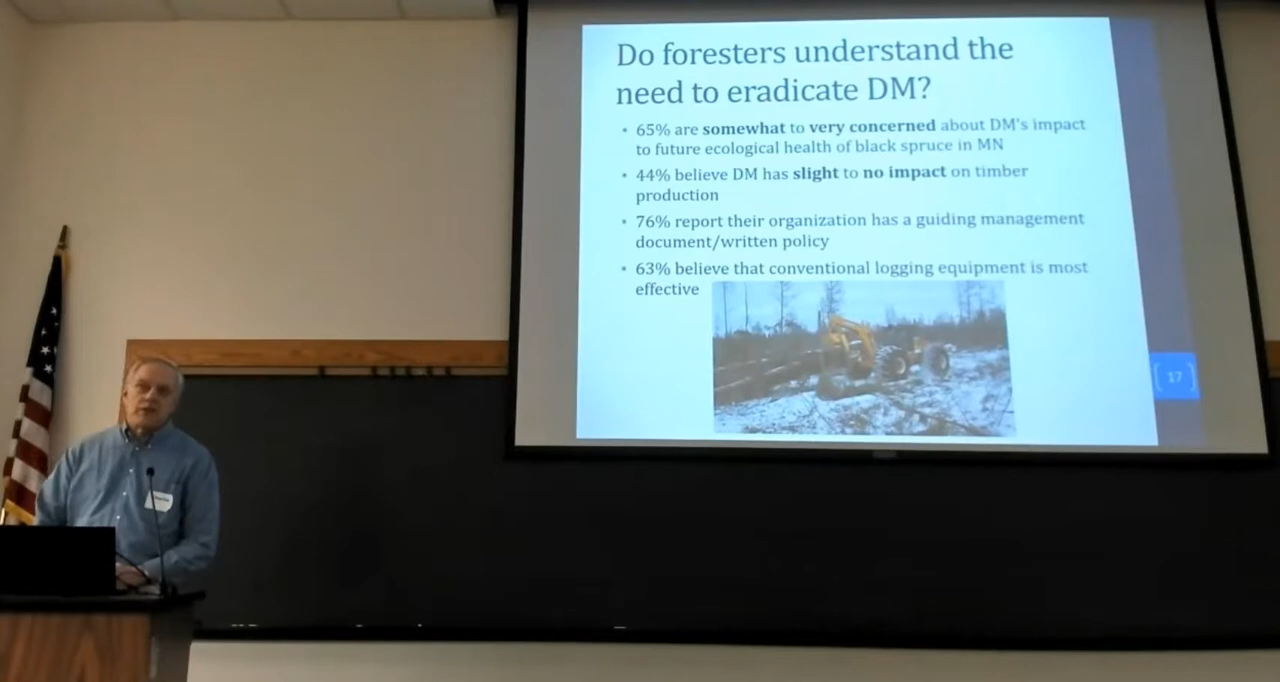 Do foresters understand the
need to eradicate DM?
• 65% are somewhat to very concerned about DM's impact
to future ecological health of black spruce in MN
• 44% believe DM has slight to no impact on timber
production
• 76% report their organization has a guiding management
document/written policy
• 63% believe that conventional logging equipment is most
effective
[ 17 ]